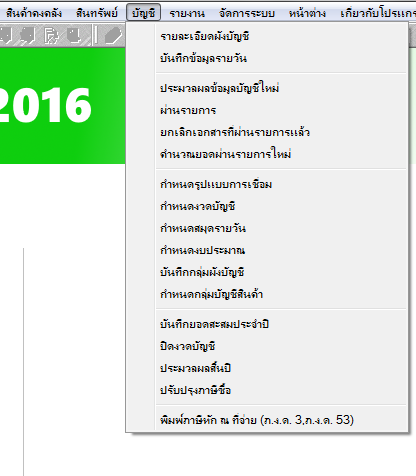 สินค้าคงคลัง สินทรัพย์ บัญชี รายงาน จัดการระบบ หน้าต่าง เกี่ยวกับโปรแกร
2016
รายละเอียดผังบัญชี
บันทึกข้อมูลรายวัน
ประมวลผลข้อมูลบัญชีใหม่
ผ่านรายการ
ยกเลิกเอกสารที่ผ่านรายการแล้ว
คำนวณยอดผ่านรายการใหม่
กำหนดรูปแบบการเชื่อม
กำหนดงวดบัญชี
กำหนดสมุดรายวัน
กำหนดงบประมาณ
บันทึกกลุ่มผังบัญชี
กำหนดกลุ่มบัญชีสินค้า
บันทึกยอดสะสมประจำปี
ปิดงวดบัญชี
ประมวลผลสิ้นปี
ปรับปรุงภาษีซื้อ
พิมพ์ภาษีหัก ณ ที่จ่าย (ภ.ง.ด. 3,ภ.ง.ด. 53)